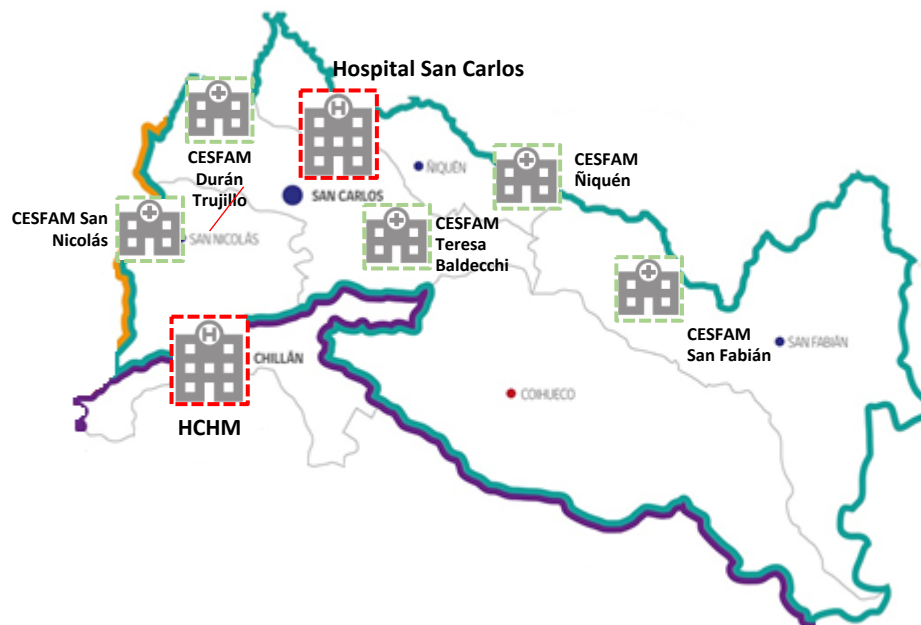 Hospital San Carlos
H
CESFAM
Durán
Trujillo
CESFAM
Ñiquén
ÑIQUÉN
SAN CARLOS
CESFAM San
Nicolás
SAN NICOLÁS
CESFAM
Teresa
Baldecchi
CESFAM
San Fabián
SAN FABIÁN
H
CHILLÁN
HCHM
COIHUECO